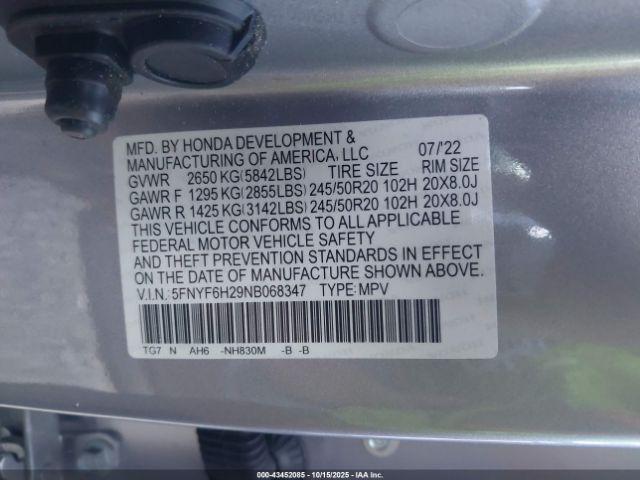 MFD. BY HONDA DEVELOPMENT &
MANUFACTURING OF AMERICA, LLC 07/'22
GVWR 2650 KG(5842LBS) TIRE SIZE RIM SIZE
GAWR F 1295 KG(2855LBS) 245/50R20 102H 20X8.0J
GAWR R 1425 KG(3142LBS) 245/50R20 102H 20X8.0J
THIS VEHICLE CONFORMS TO ALL APPLICABLE
FEDERAL MOTOR VEHICLE SAFETY
AND THEFT PREVENTION STANDARDS IN EFFECT
ON THE DATE OF MANUFACTURE SHOWN ABOVE.
V.I.N.: 5FNYF6H29NB068347 TYPE: MPV
TG7 N AH6 -NH830M -B -B
000-43452085 - 10/15/2025 - © IAA Inc.